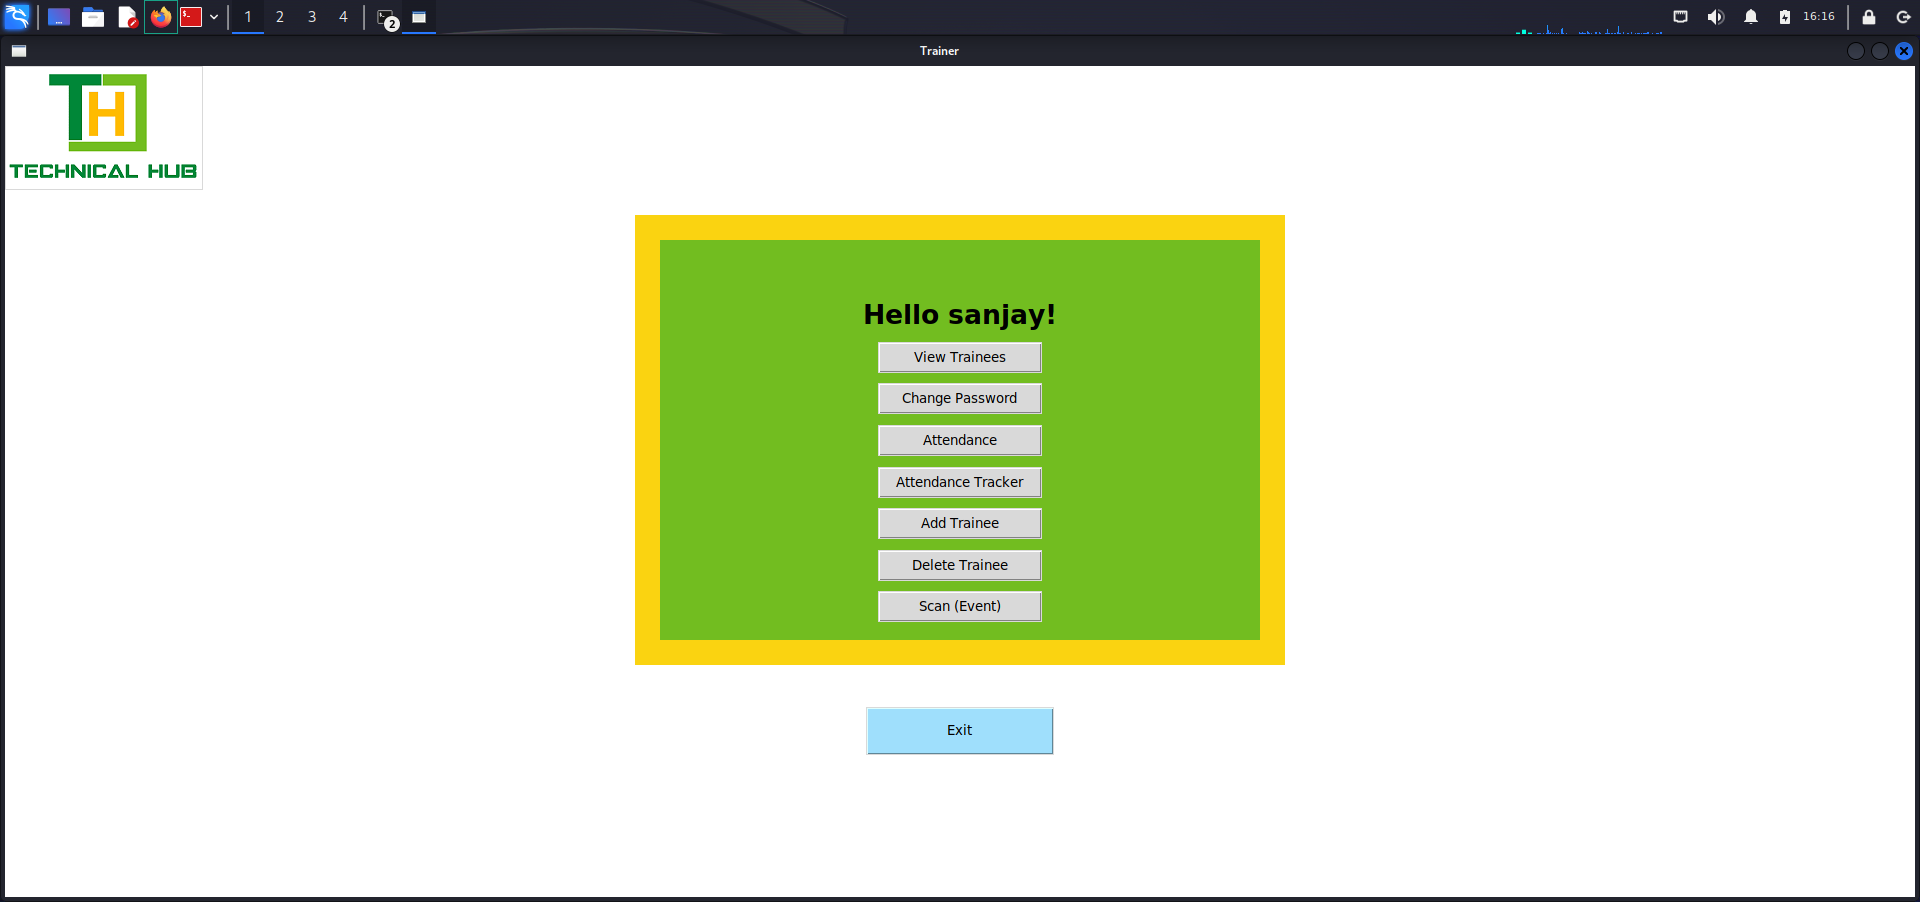 1 2 3 4 2 16:16
Trainer
TH
TECHNICAL HUB
Hello sanjay!
View Trainees
Change Password
Attendance
Attendance Tracker
Add Trainee
Delete Trainee
Scan (Event)
Exit